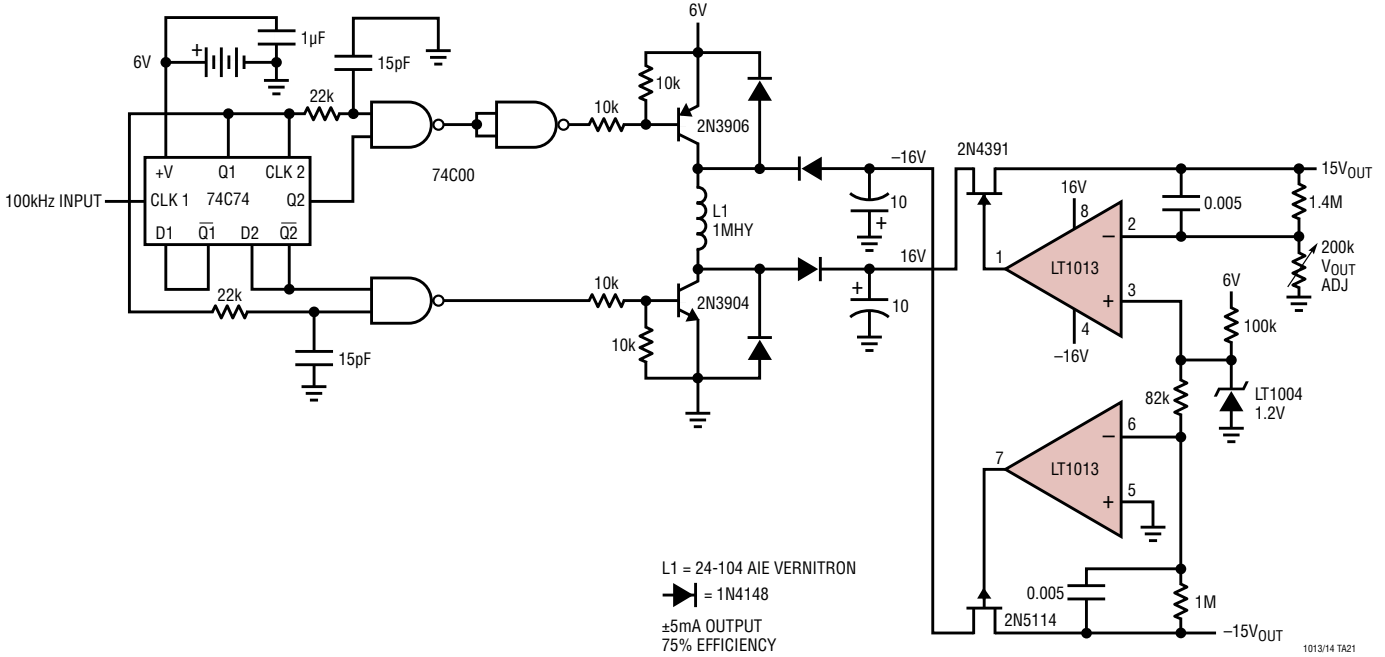 6V
1µF
+
6V
15pF
22k
10k
10k
2N3906
74C00
+V
Q1
CLK 2
100kHz INPUT
CLK 1
74C74
Q2
D1
Q1
D2
Q2
22k
15pF
L1
1MHY
10k
2N3904
10k
–16V
10
+
16V
+
10
2N4391
15VOUT
0.005
1.4M
16V
8
2
–
1
LT1013
3
+
4
–16V
200k
VOUT
ADJ
6V
100k
82k
LT1004
1.2V
6
–
7
LT1013
5
+
0.005
1M
2N5114
–15VOUT
L1 = 24-104 AIE VERNITRON
= 1N4148
±5mA OUTPUT
75% EFFICIENCY
1013/14 TA21